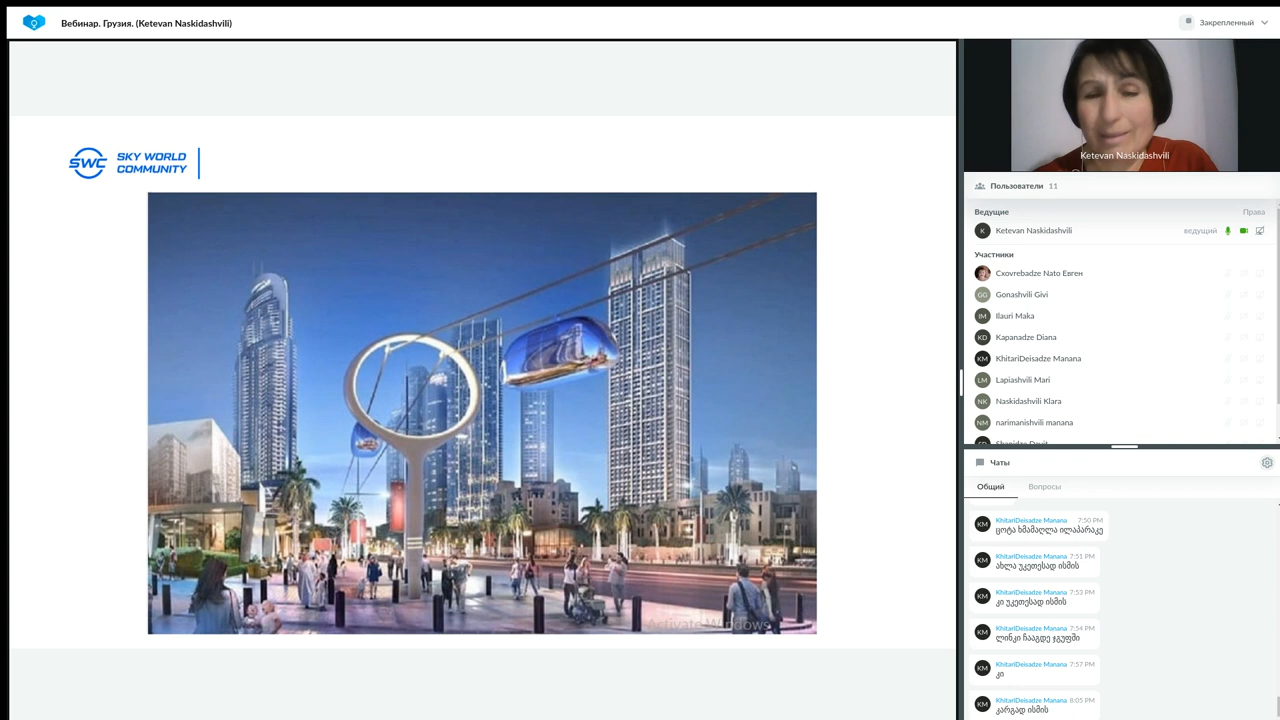 Вебинар. Грузия. (Ketevan Naskidashvili)
Закрепленный
SWC SKY WORLD
COMMUNITY
Activate Windows
Ketevan Naskidashvili
Пользователи 11
Ведущие Права
K Ketevan Naskidashvili ведущий
Участники
Cxovrebadze Nato Евген
GG Gonashvili Givi
IM Ilauri Maka
KD Kapanadze Diana
KM KhitariDeisadze Manana
LM Lapiashvili Mari
NK Naskidashvili Klara
NM narimanishvili manana
Чаты
Общий Вопросы
KM KhitariDeisadze Manana 7:50 PM
ცოტა ხმამაღლა ილაპარაკე
KM KhitariDeisadze Manana 7:51 PM
ახლა უკეთესად ისმის
KM KhitariDeisadze Manana 7:53 PM
კი უკეთესად ისმის
KM KhitariDeisadze Manana 7:54 PM
ლინკი ჩააგდე ჯგუფში
KM KhitariDeisadze Manana 7:57 PM
კი
KM KhitariDeisadze Manana 8:05 PM
კარგად ისმის